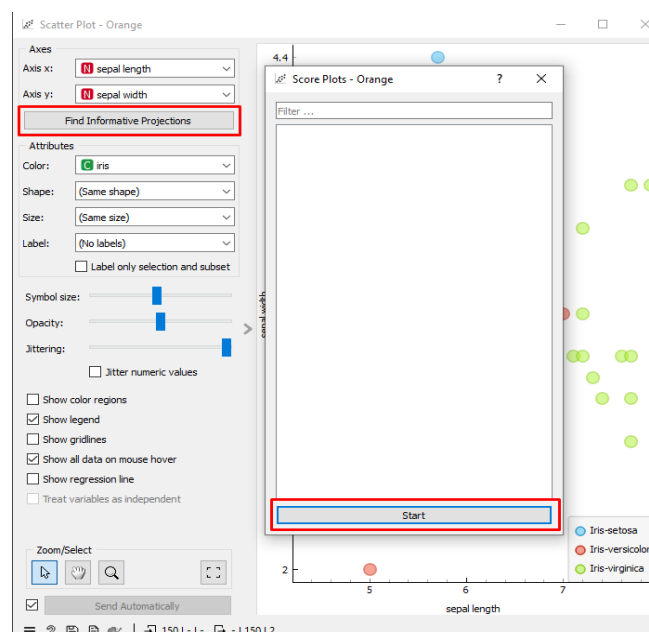 Scatter Plot - Orange
Axes
Axis x:
N sepal length
Axis y:
N sepal width
Find Informative Projections
Attributes
Color:
C iris
Shape:
(Same shape)
Size:
(Same size)
Label:
(No labels)
Label only selection and subset
Symbol size:
Opacity:
Jittering:
Jitter numeric values
Show color regions
Show legend
Show gridlines
Show all data on mouse hover
Show regression line
Treat variables as independent
Zoom/Select
Send Automatically
4.4
Score Plots - Orange
?
Filter ...
Start
sepal width
2
5
6
7
sepal length
Iris-setosa
Iris-versicolor
Iris-virginica